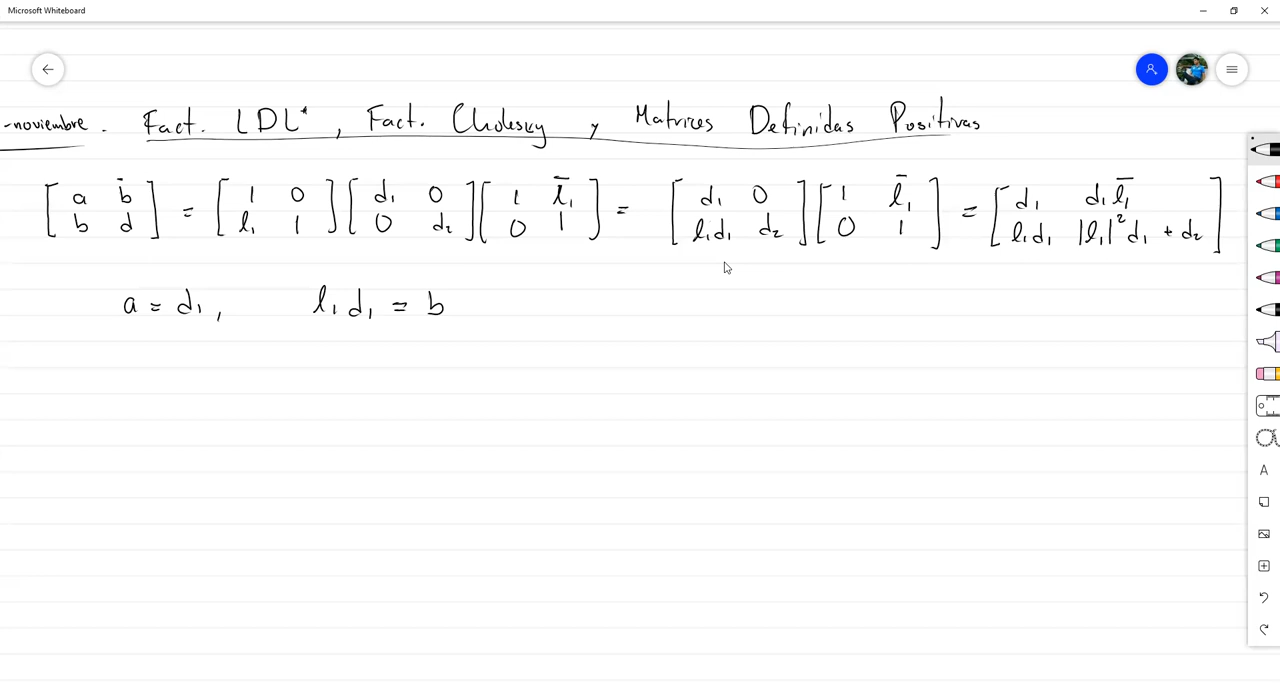 Microsoft Whiteboard
-noviembre. Fact. LDL*, Fact. Cholesky y Matrices Definidas Positivas
[a b̄; b d] = [1 0; l₁ 1][d₁ 0; 0 d₂][1 l̄₁; 0 1] = [d₁ 0; l₁d₁ d₂][1 l̄₁; 0 1] = [d₁ d₁l̄₁; l₁d₁ |l₁|²d₁ + d₂]
a = d₁, l₁ d₁ = b
A